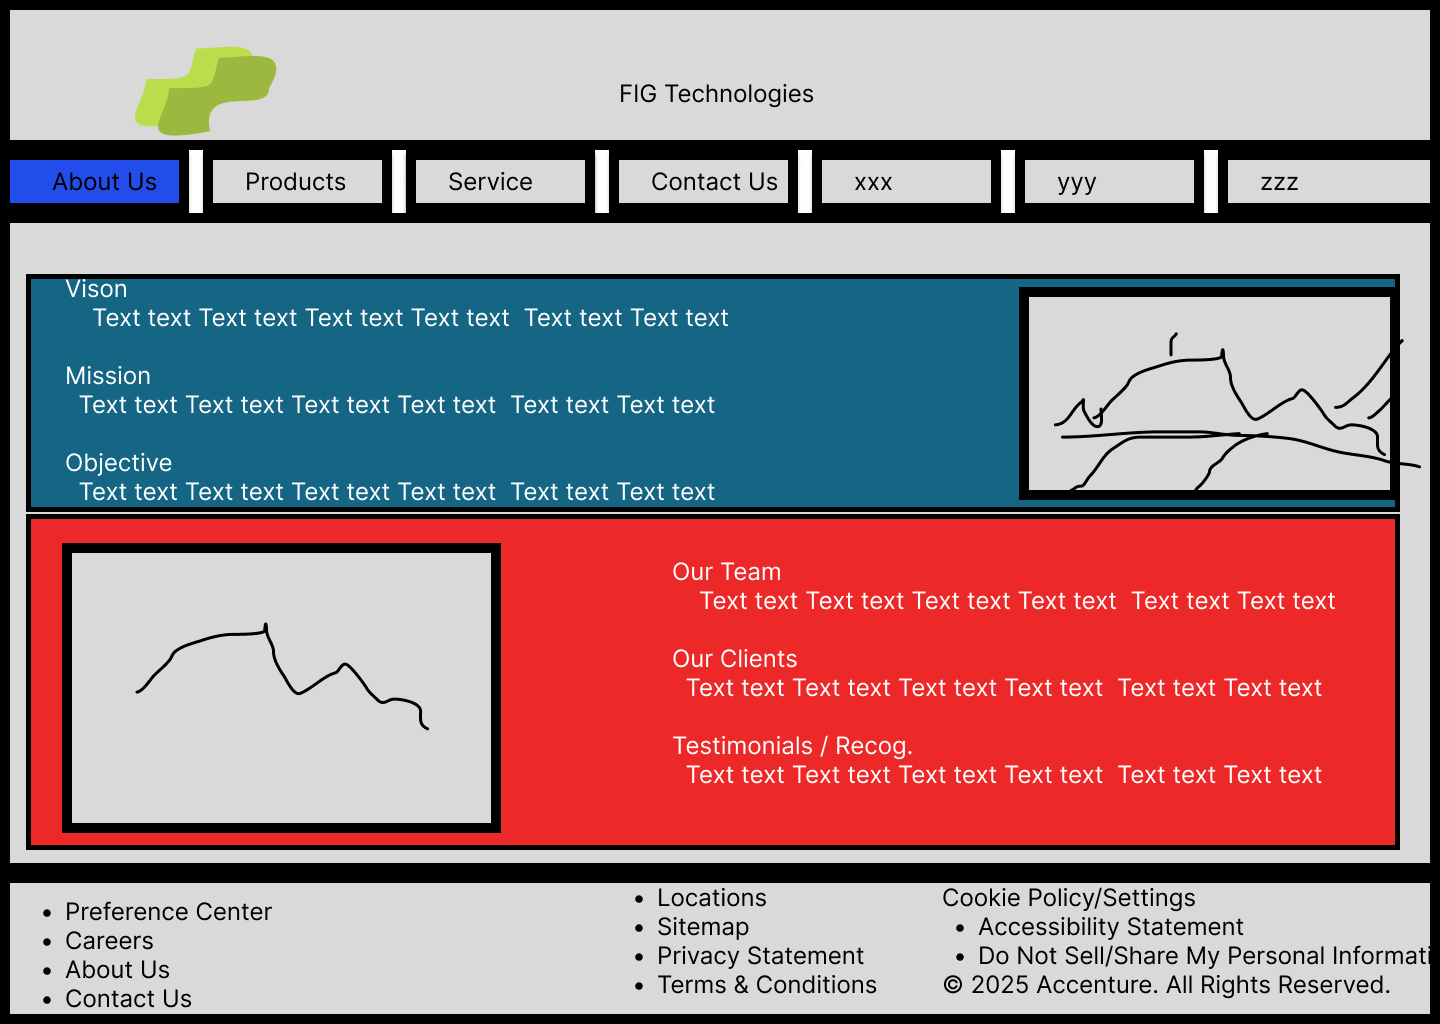 FIG Technologies
About Us
Products
Service
Contact Us
xxx
yyy
zzz
Vison
Text text Text text Text text Text text  Text text Text text
Mission
Text text Text text Text text Text text  Text text Text text
Objective
Text text Text text Text text Text text  Text text Text text
Our Team
Text text Text text Text text Text text  Text text Text text
Our Clients
Text text Text text Text text Text text  Text text Text text
Testimonials / Recog.
Text text Text text Text text Text text  Text text Text text
• Preference Center
• Careers
• About Us
• Contact Us
• Locations
• Sitemap
• Privacy Statement
• Terms & Conditions
Cookie Policy/Settings
• Accessibility Statement
• Do Not Sell/Share My Personal Informati
© 2025 Accenture. All Rights Reserved.